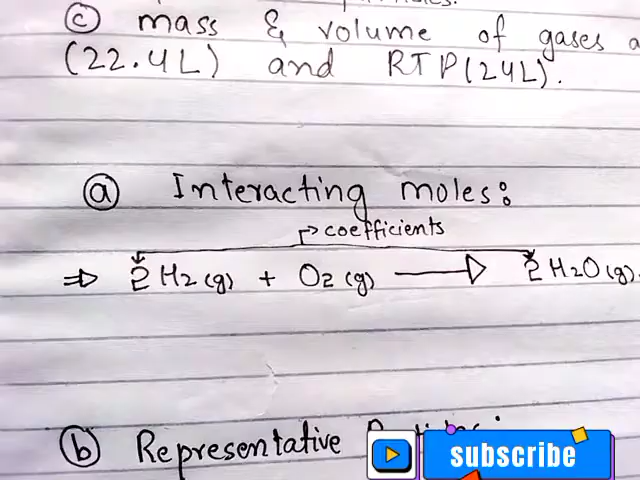 © mass & volume of gases a
(22.4L) and RTP(24L).
ⓐ Interacting moles:
coefficients
⇒ 2H2(g) + O2(g) → 2H2O(g).
ⓑ Representative
subscribe